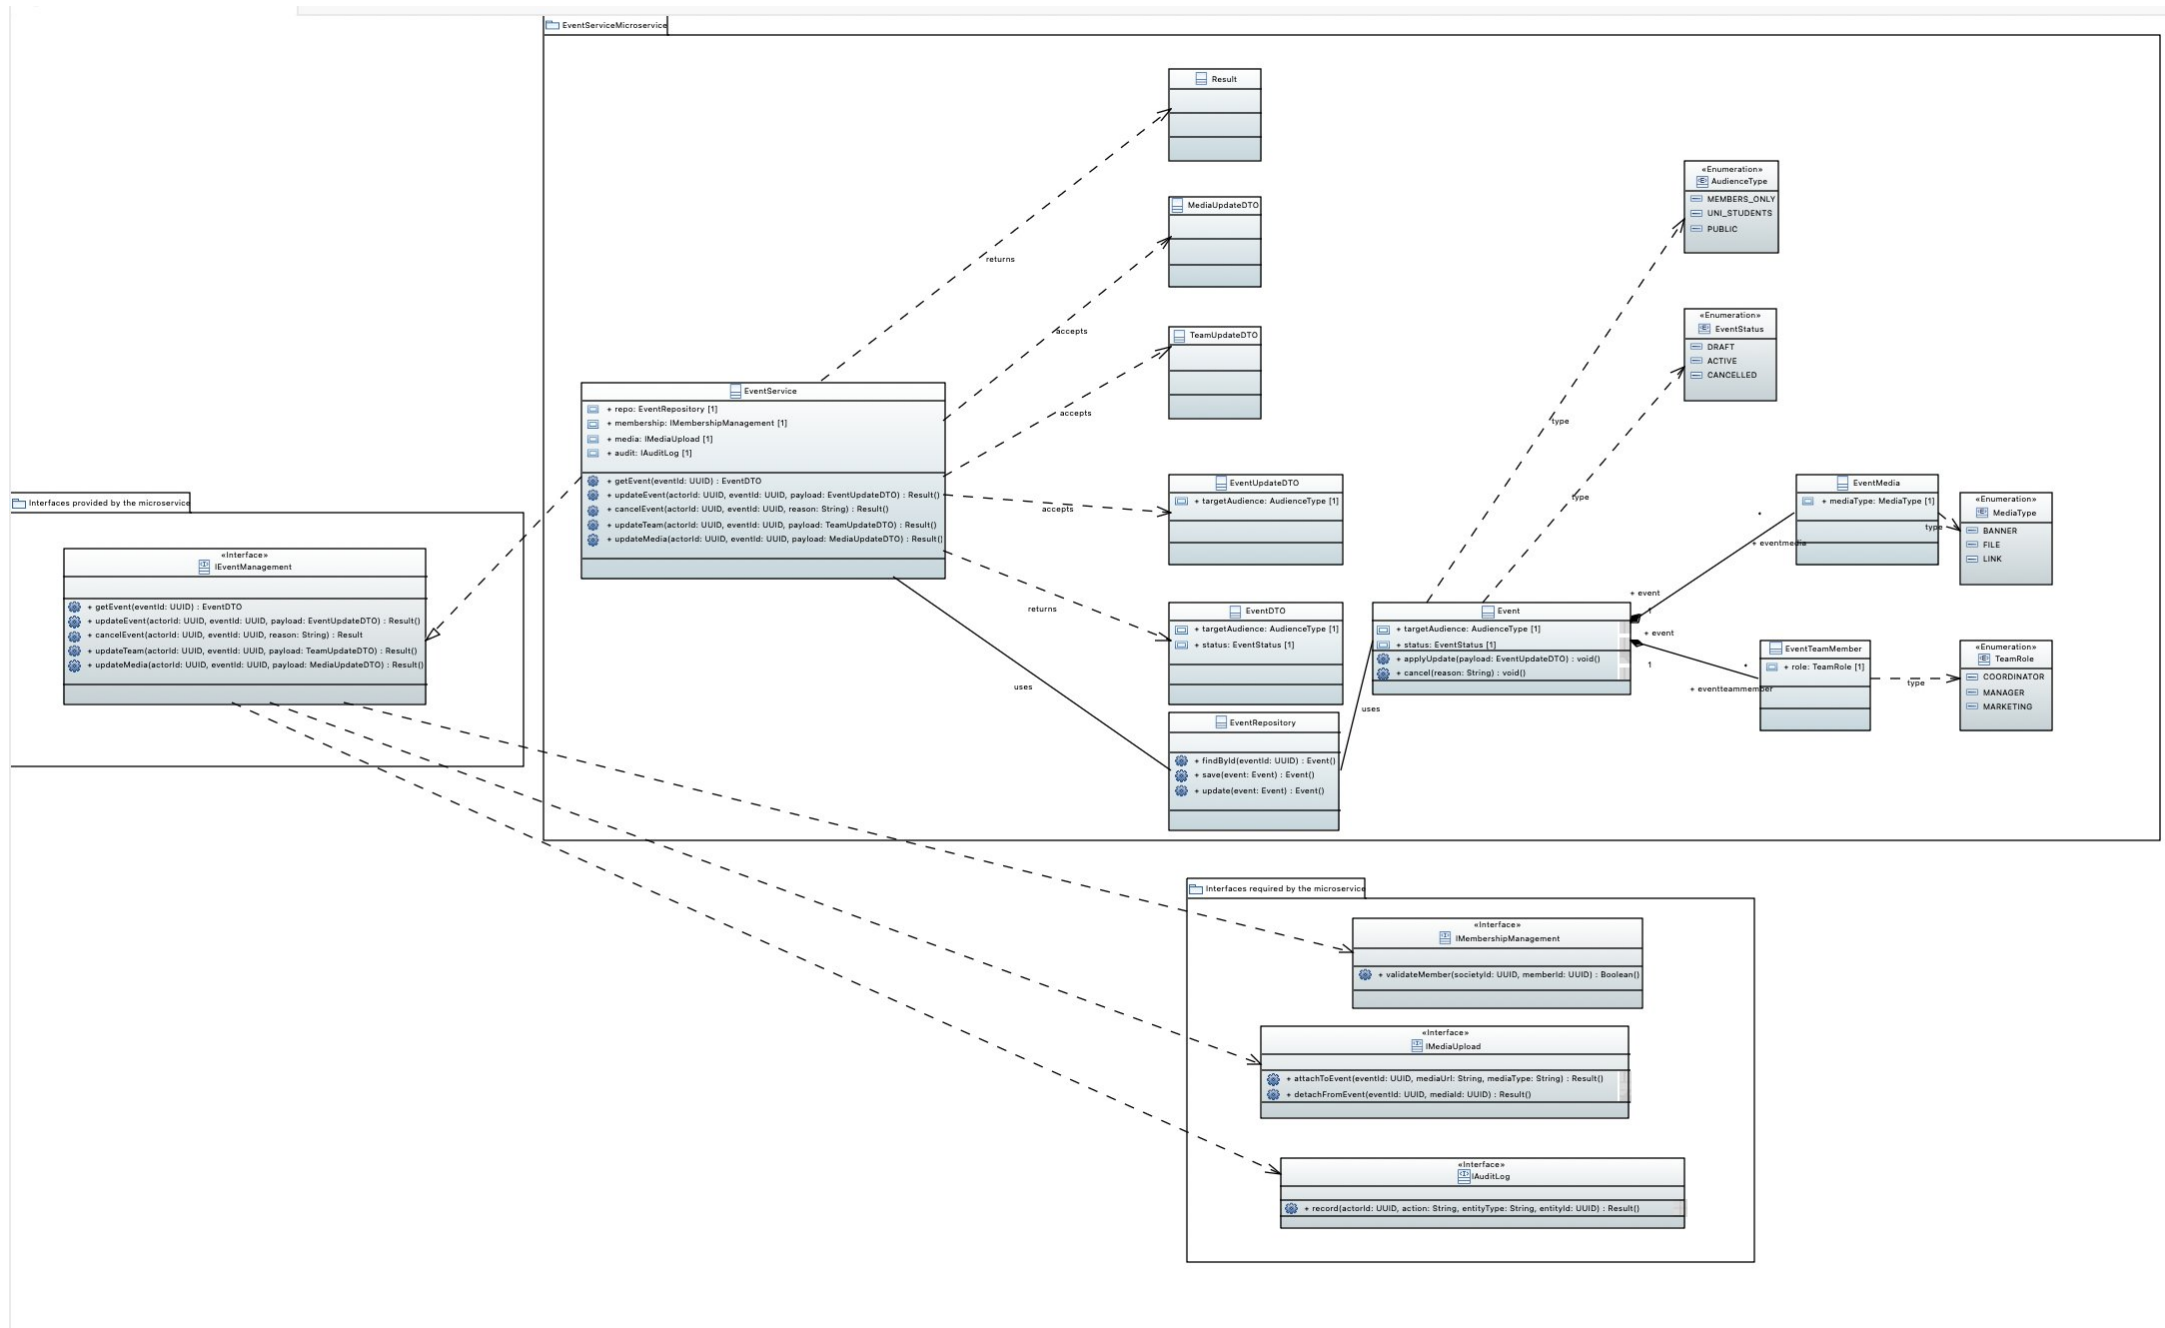 EventServiceMicroservice
Result
MediaUpdateDTO
TeamUpdateDTO
returns
accepts
accepts
accepts
returns
uses
EventService
+ repo: EventRepository [1]
+ membership: IMembershipManagement [1]
+ media: IMediaUpload [1]
+ audit: IAuditLog [1]
+ getEvent(eventId: UUID) : EventDTO
+ updateEvent(actorId: UUID, eventId: UUID, payload: EventUpdateDTO) : Result()
+ cancelEvent(actorId: UUID, eventId: UUID, reason: String) : Result()
+ updateTeam(actorId: UUID, eventId: UUID, payload: TeamUpdateDTO) : Result()
+ updateMedia(actorId: UUID, eventId: UUID, payload: MediaUpdateDTO) : Result()
EventUpdateDTO
+ targetAudience: AudienceType [1]
EventDTO
+ targetAudience: AudienceType [1]
+ status: EventStatus [1]
EventRepository
+ findById(eventId: UUID) : Event()
+ save(event: Event) : Event()
+ update(event: Event) : Event()
uses
«Enumeration»
AudienceType
MEMBERS_ONLY
UNI_STUDENTS
PUBLIC
«Enumeration»
EventStatus
DRAFT
ACTIVE
CANCELLED
type
type
Event
+ targetAudience: AudienceType [1]
+ status: EventStatus [1]
+ applyUpdate(payload: EventUpdateDTO) : void()
+ cancel(reason: String) : void()
+ event
1
*
+ eventmedia
+ event
1
*
+ eventteammember
EventMedia
+ mediaType: MediaType [1]
type
«Enumeration»
MediaType
BANNER
FILE
LINK
EventTeamMember
+ role: TeamRole [1]
type
«Enumeration»
TeamRole
COORDINATOR
MANAGER
MARKETING
Interfaces provided by the microservice
«Interface»
IEventManagement
+ getEvent(eventId: UUID) : EventDTO
+ updateEvent(actorId: UUID, eventId: UUID, payload: EventUpdateDTO) : Result()
+ cancelEvent(actorId: UUID, eventId: UUID, reason: String) : Result
+ updateTeam(actorId: UUID, eventId: UUID, payload: TeamUpdateDTO) : Result()
+ updateMedia(actorId: UUID, eventId: UUID, payload: MediaUpdateDTO) : Result()
Interfaces required by the microservice
«Interface»
IMembershipManagement
+ validateMember(societyId: UUID, memberId: UUID) : Boolean()
«Interface»
IMediaUpload
+ attachToEvent(eventId: UUID, mediaUrl: String, mediaType: String) : Result()
+ detachFromEvent(eventId: UUID, mediaId: UUID) : Result()
«Interface»
IAuditLog
+ record(actorId: UUID, action: String, entityType: String, entityId: UUID) : Result()